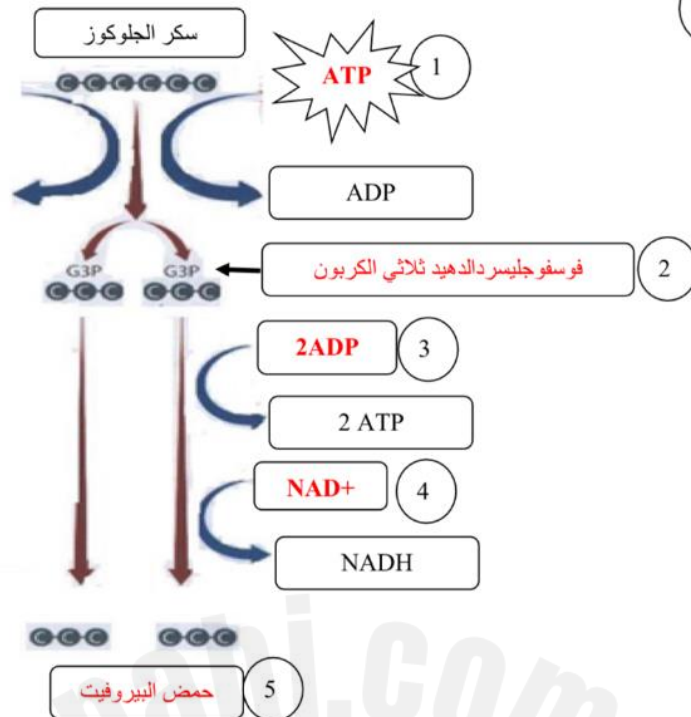 سكر الجلوكوز
ATP
1
ADP
G3P
G3P
فوسفوجليسردالدهيد ثلاثي الكربون
2
2ADP
3
2 ATP
NAD+
4
NADH
حمض البيروفيت
5